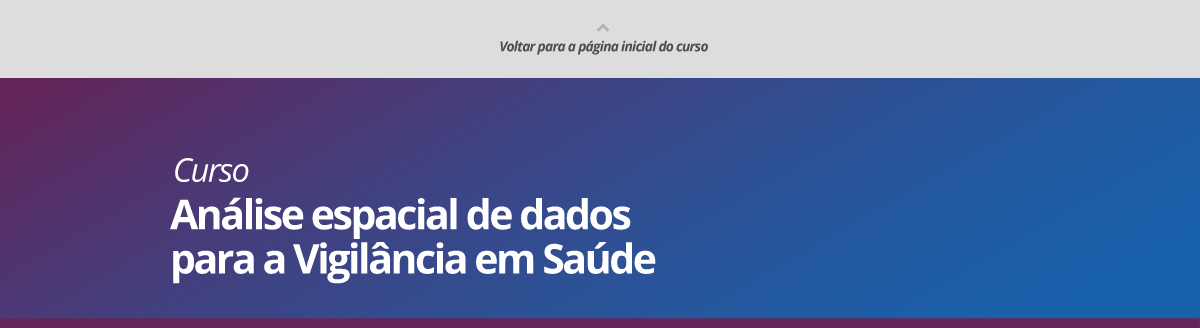 Voltar para a página inicial do curso
Curso
Análise espacial de dados
para a Vigilância em Saúde